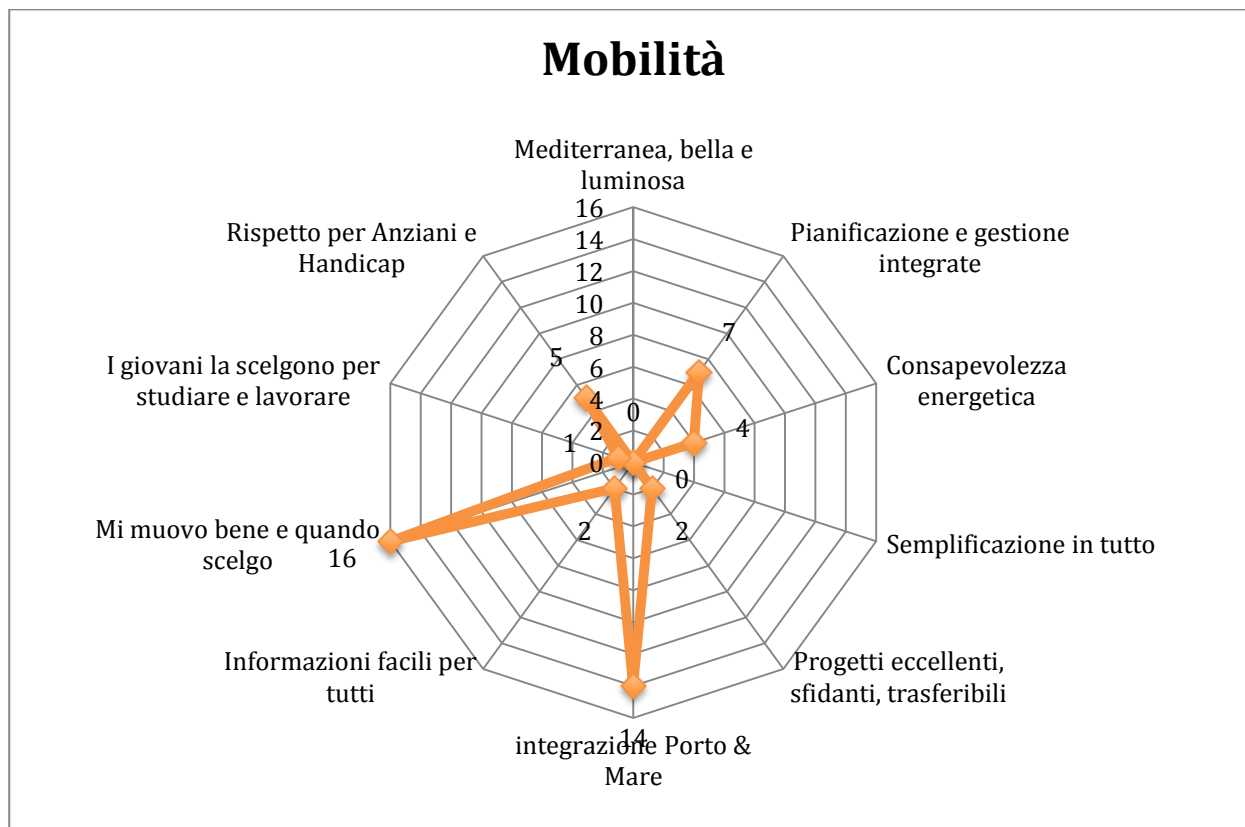 Mobilità
Mediterranea, bella e
luminosa
16
Rispetto per Anziani e
Handicap
Pianificazione e gestione
integrate
14
12
10
8
7
6
5
I giovani la scelgono per
studiare e lavorare
Consapevolezza
energetica
4
0
4
2
1
0
0
Mi muovo bene e quando
scelgo
16
2
2
Semplificazione in tutto
Informazioni facili per
tutti
Progetti eccellenti,
sfidanti, trasferibili
14
integrazione Porto &
Mare